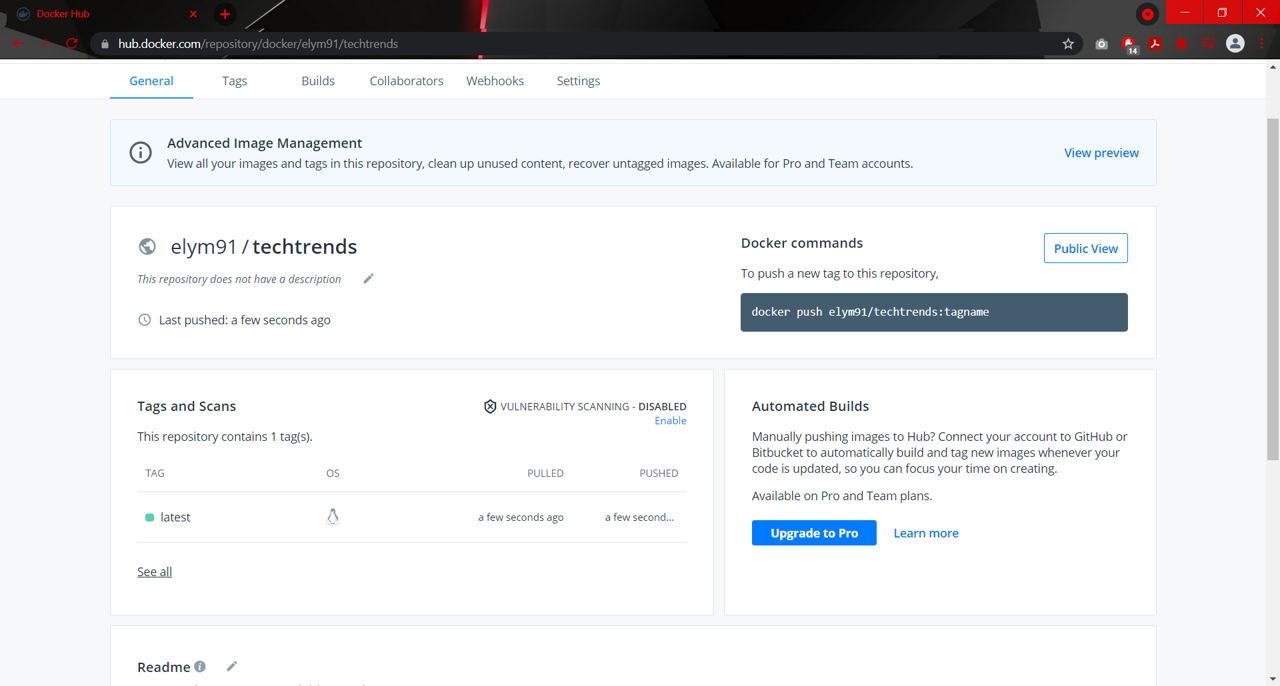 Docker Hub
hub.docker.com/repository/docker/elym91/techtrends
14
General Tags Builds Collaborators Webhooks Settings
Advanced Image Management
View all your images and tags in this repository, clean up unused content, recover untagged images. Available for Pro and Team accounts.
View preview
elym91 / techtrends
This repository does not have a description
Last pushed: a few seconds ago
Docker commands
Public View
To push a new tag to this repository,
docker push elym91/techtrends:tagname
Tags and Scans
VULNERABILITY SCANNING - DISABLED
Enable
This repository contains 1 tag(s).
TAG OS PULLED PUSHED
latest a few seconds ago a few second...
See all
Automated Builds
Manually pushing images to Hub? Connect your account to GitHub or
Bitbucket to automatically build and tag new images whenever your
code is updated, so you can focus your time on creating.
Available on Pro and Team plans.
Upgrade to Pro Learn more
Readme